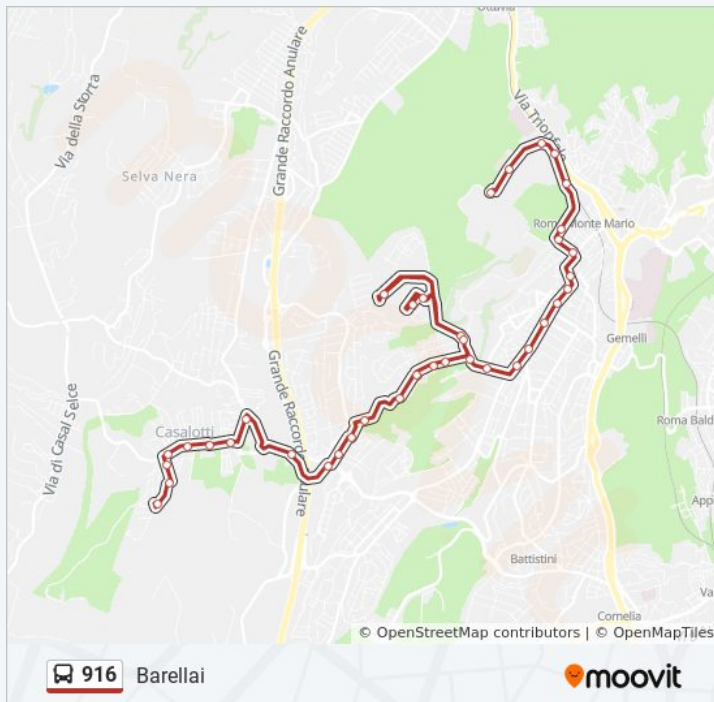 Ottavia
Via della Storta
Grande Raccordo Anulare
Via Trionfale
Selva Nera
Roma Monte Mario
Gemelli
Grande Raccordo Anulare
Casalotti
Via di Casal Selce
Roma Bald
App
Battistini
Va
Cornelia
© OpenStreetMap contributors | © OpenMapTiles
916 Barellai
moovit